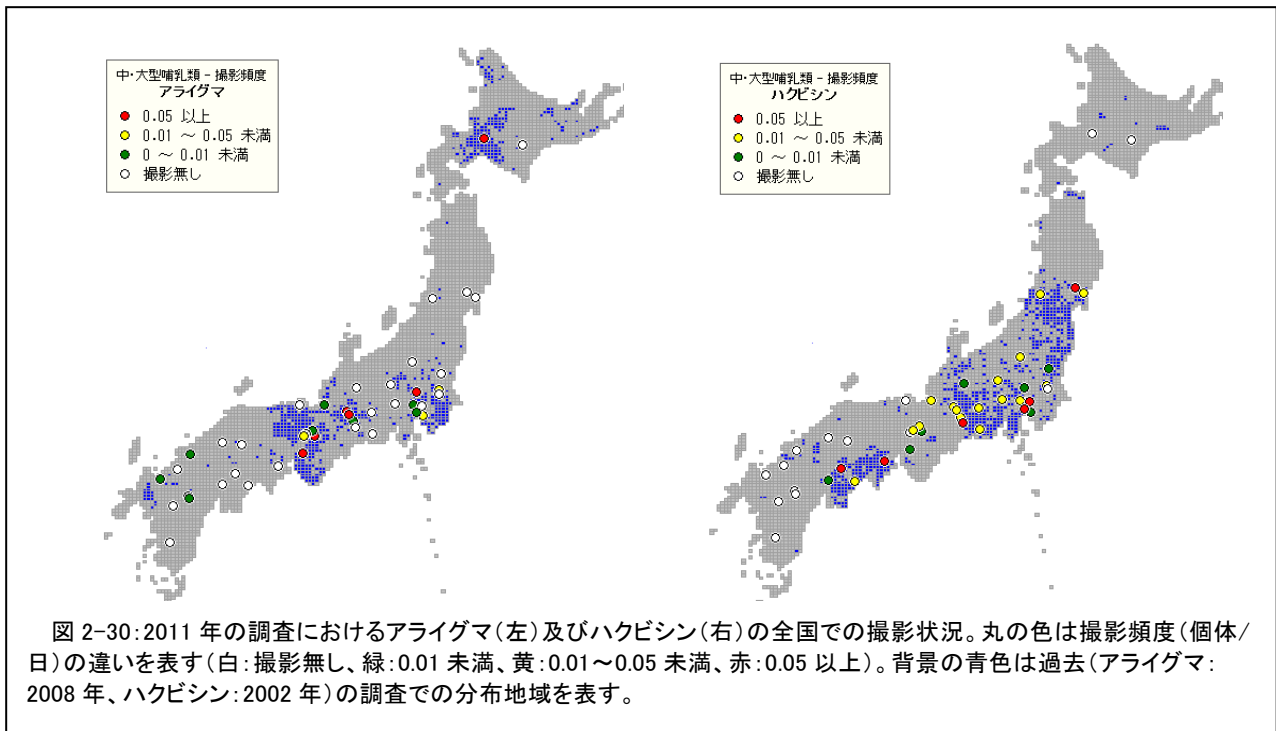 中・大型哺乳類 - 撮影頻度
アライグマ
0.05 以上
0.01 ～ 0.05 未満
0 ～ 0.01 未満
撮影無し
中・大型哺乳類 - 撮影頻度
ハクビシン
0.05 以上
0.01 ～ 0.05 未満
0 ～ 0.01 未満
撮影無し
図 2-30：2011 年の調査におけるアライグマ（左）及びハクビシン（右）の全国での撮影状況。丸の色は撮影頻度（個体/
日）の違いを表す（白：撮影無し、緑：0.01 未満、黄：0.01～0.05 未満、赤：0.05 以上）。背景の青色は過去（アライグマ：
2008 年、ハクビシン：2002 年）の調査での分布地域を表す。